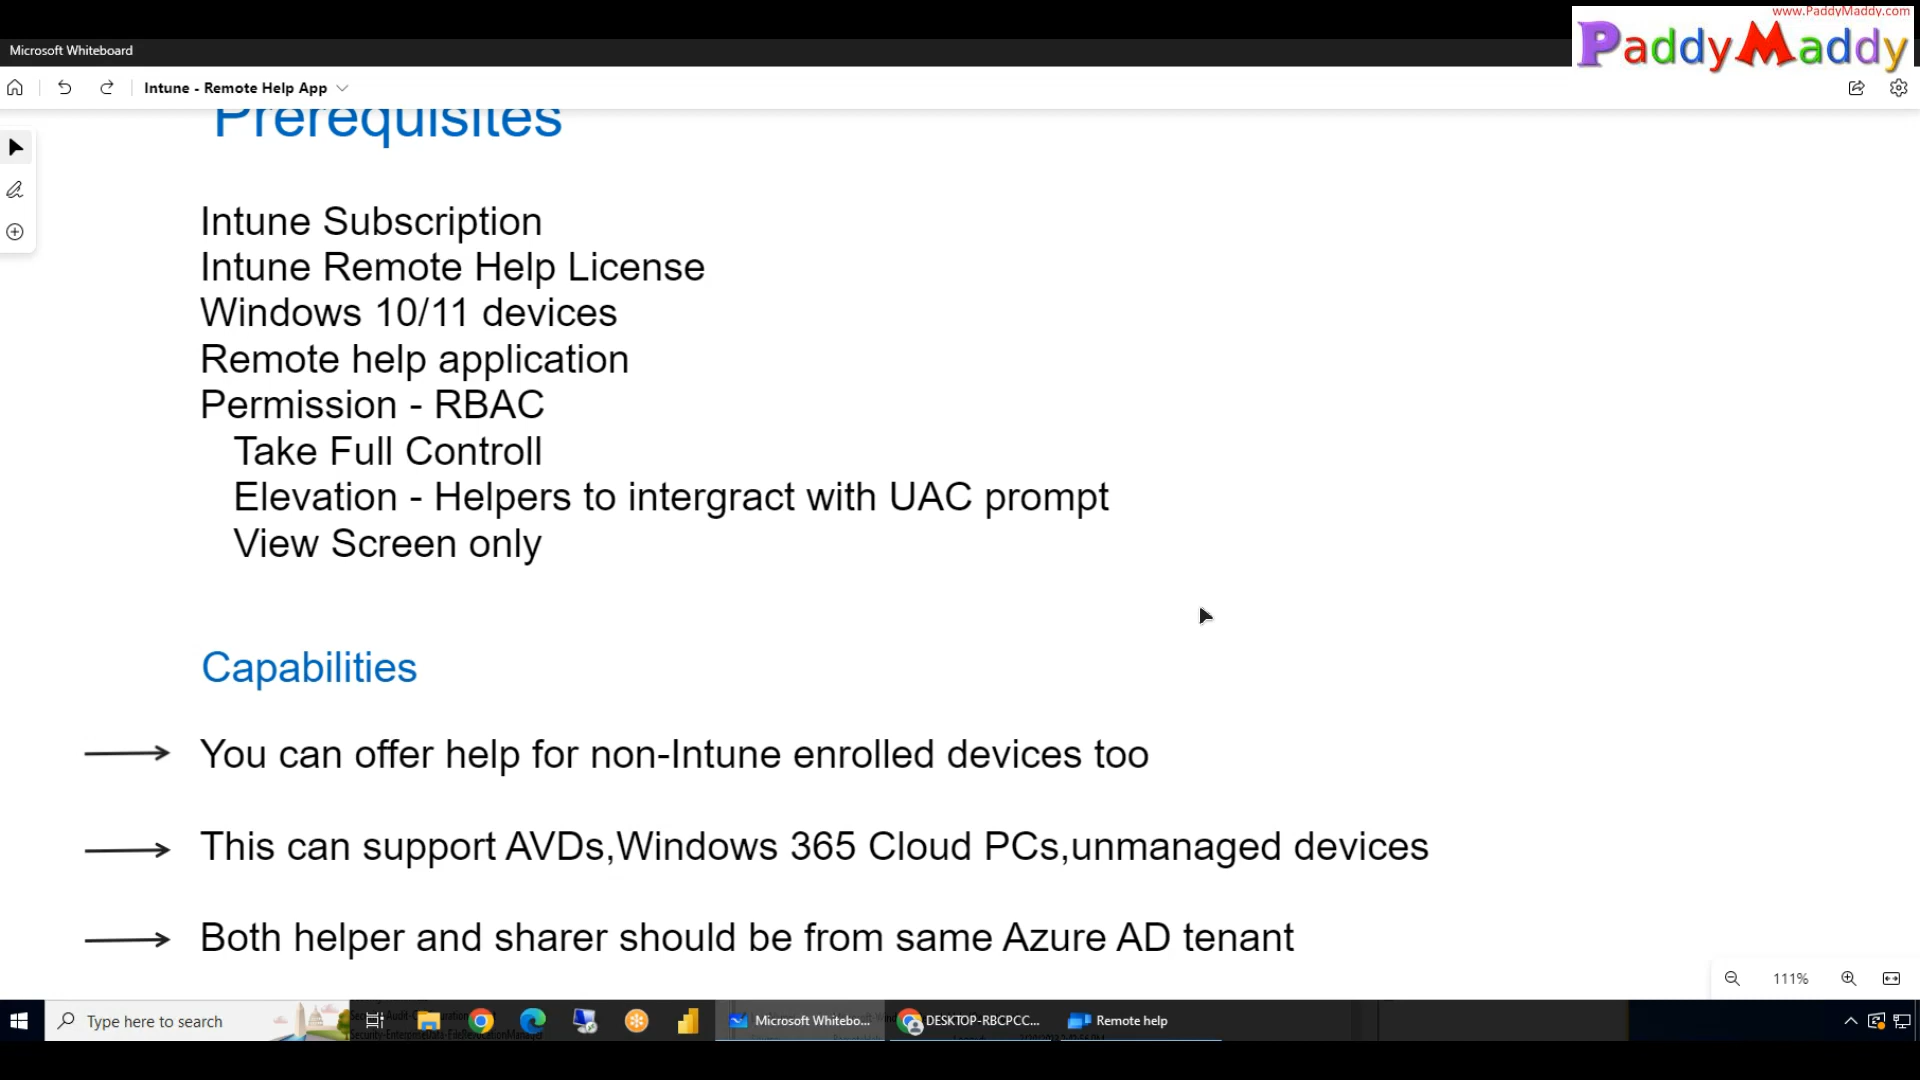 www.PaddyMaddy.com
PaddyMaddy
Microsoft Whiteboard
Intune - Remote Help App
Prerequisites
Intune Subscription
Intune Remote Help License
Windows 10/11 devices
Remote help application
Permission - RBAC
Take Full Controll
Elevation - Helpers to intergract with UAC prompt
View Screen only
Capabilities
You can offer help for non-Intune enrolled devices too
This can support AVDs,Windows 365 Cloud PCs,unmanaged devices
Both helper and sharer should be from same Azure AD tenant
111%
Type here to search
Microsoft Whitebo...
DESKTOP-RBCPCC...
Remote help